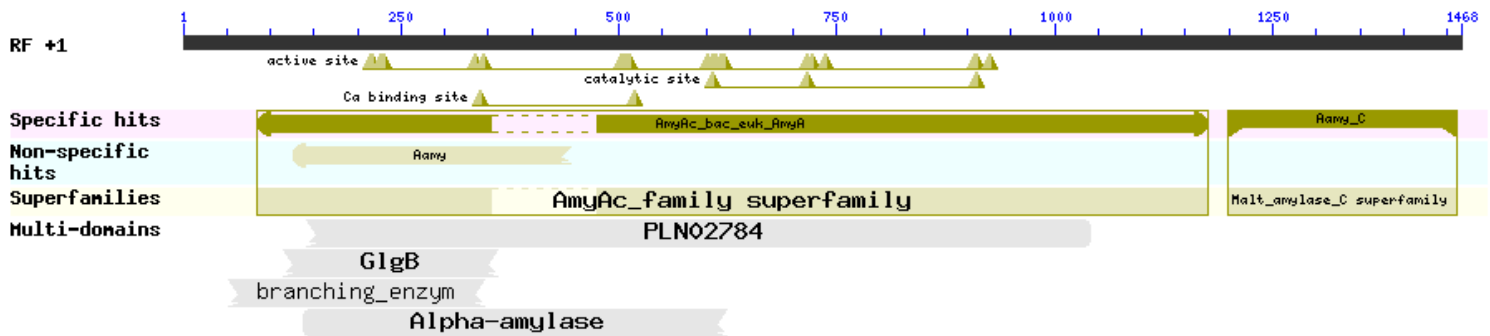 1 250 500 750 1000 1250 1468
RF +1
active site
catalytic site
Ca binding site
Specific hits AmyAc_bac_euk_AmyA Aamy_C
Non-specific
hits
Aamy
Superfamilies AmyAc_family superfamily Malt_amylase_C superfamily
Multi-domains PLN02784
GlgB
branching_enzym
Alpha-amylase